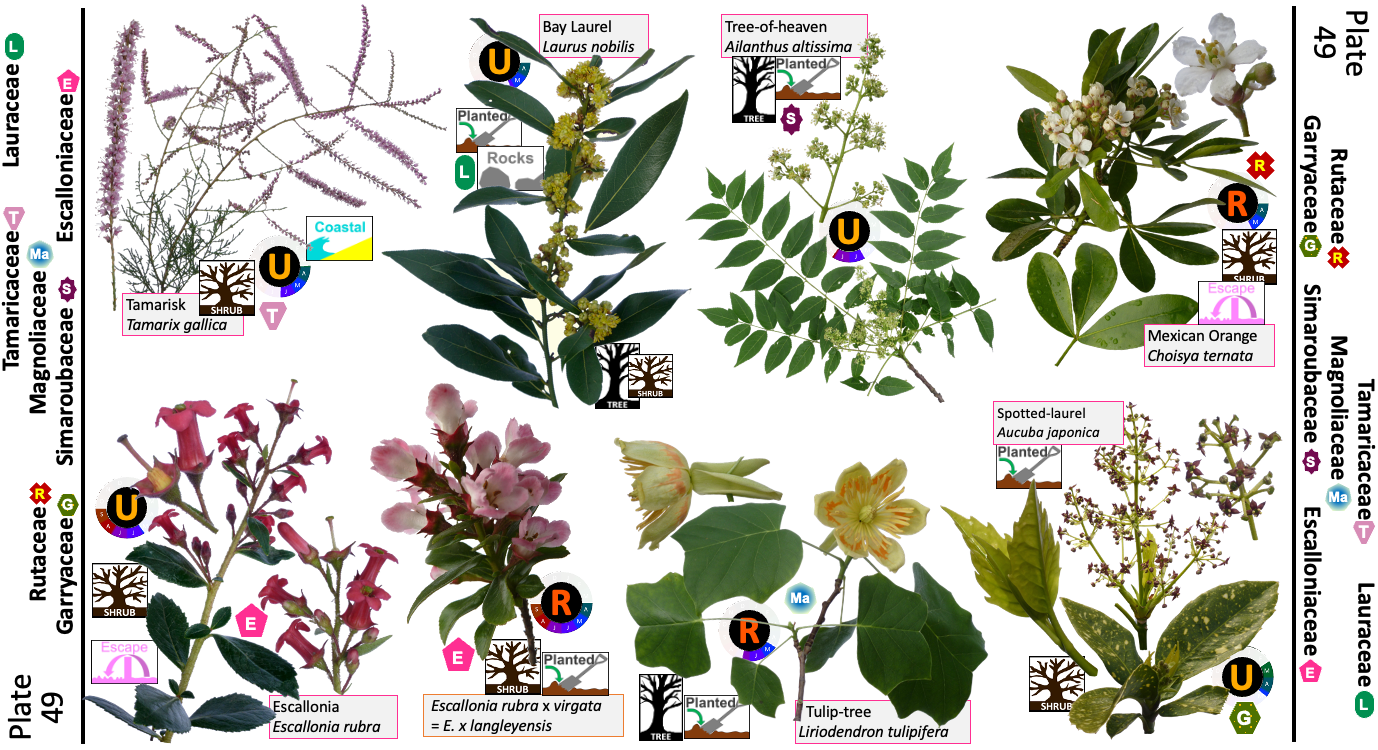 Plate
49
Lauraceae L
Escalloniaceae E
Tamaricaceae T
Magnoliaceae Ma
Simaroubaceae S
Rutaceae R
Garryaceae G
Plate
49
Tamarisk
Tamarix gallica
SHRUB
U
A
M
J
T
Coastal
Bay Laurel
Laurus nobilis
U
A
M
Planted
L
Rocks
TREE
SHRUB
Tree-of-heaven
Ailanthus altissima
TREE
Planted
S
U
J J
R
R
A
M
SHRUB
Escape
Mexican Orange
Choisya ternata
U
S A J J
SHRUB
E
Escape
Escallonia
Escallonia rubra
R
S A J J M A
E
SHRUB
Planted
Escallonia rubra x virgata
= E. x langleyensis
Ma
R
J M
TREE
Planted
Tulip-tree
Liriodendron tulipifera
Spotted-laurel
Aucuba japonica
Planted
SHRUB
U
M
A
G
Garryaceae G
Rutaceae R
Simaroubaceae S
Magnoliaceae Ma
Tamaricaceae T
Escalloniaceae E
Lauraceae L